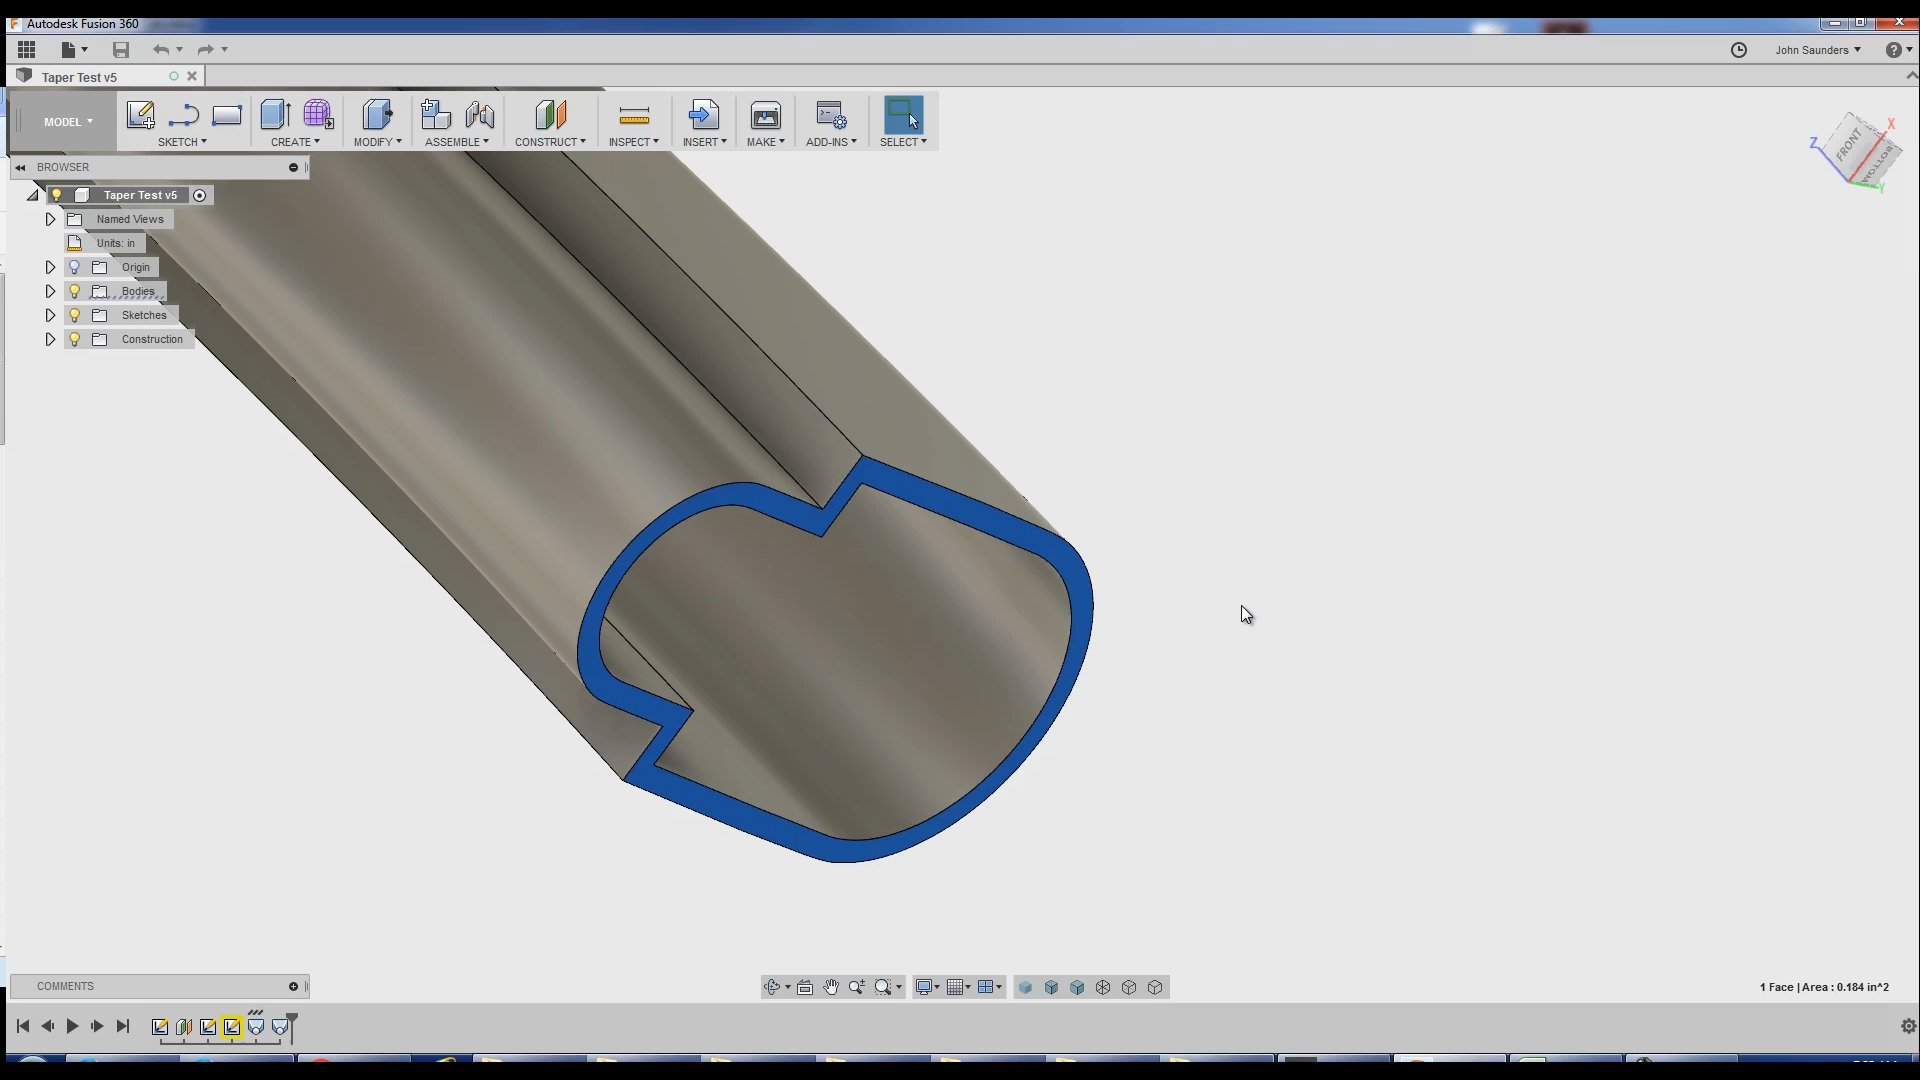 Autodesk Fusion 360
John Saunders
Taper Test v5
MODEL
SKETCH
CREATE
MODIFY
ASSEMBLE
CONSTRUCT
INSPECT
INSERT
MAKE
ADD-INS
SELECT
BROWSER
Taper Test v5
Named Views
Units: in
Origin
Bodies
Sketches
Construction
FRONT
BOTTOM
X
Y
Z
COMMENTS
1 Face | Area : 0.184 in^2